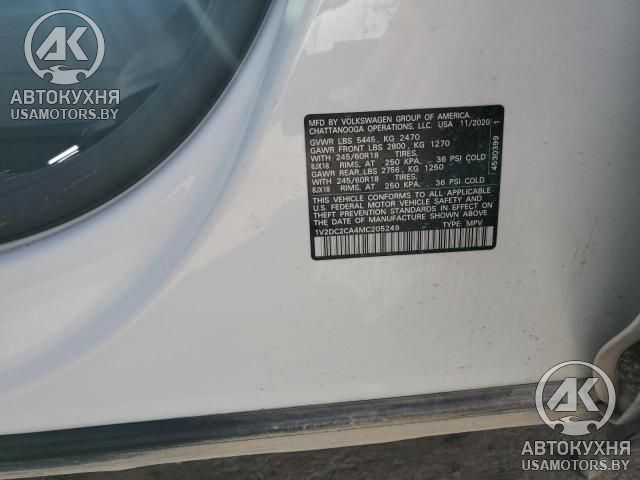 АК
АВТОКУХНЯ
USAMOTORS.BY
MFD BY VOLKSWAGEN GROUP OF AMERICA
CHATTANOOGA OPERATIONS, LLC. USA 11/2020
GVWR LBS 5445, KG 2470
GAWR FRONT LBS 2800, KG 1270
WITH 245/60R18 TIRES,
8JX18 RIMS, AT 250 KPA, 36 PSI COLD
GAWR REAR LBS 2756, KG 1250
WITH 245/60R18 TIRES,
8JX18 RIMS, AT 250 KPA, 36 PSI COLD
THIS VEHICLE CONFORMS TO ALL APPLICABLE
U.S. FEDERAL MOTOR VEHICLE SAFETY AND
THEFT PREVENTION STANDARDS IN EFFECT ON
THE DATE OF MANUFACTURE SHOWN ABOVE.
1V2DC2CA4MC205249 TYPE: MPV
4530399 1
АК
АВТОКУХНЯ
USAMOTORS.BY